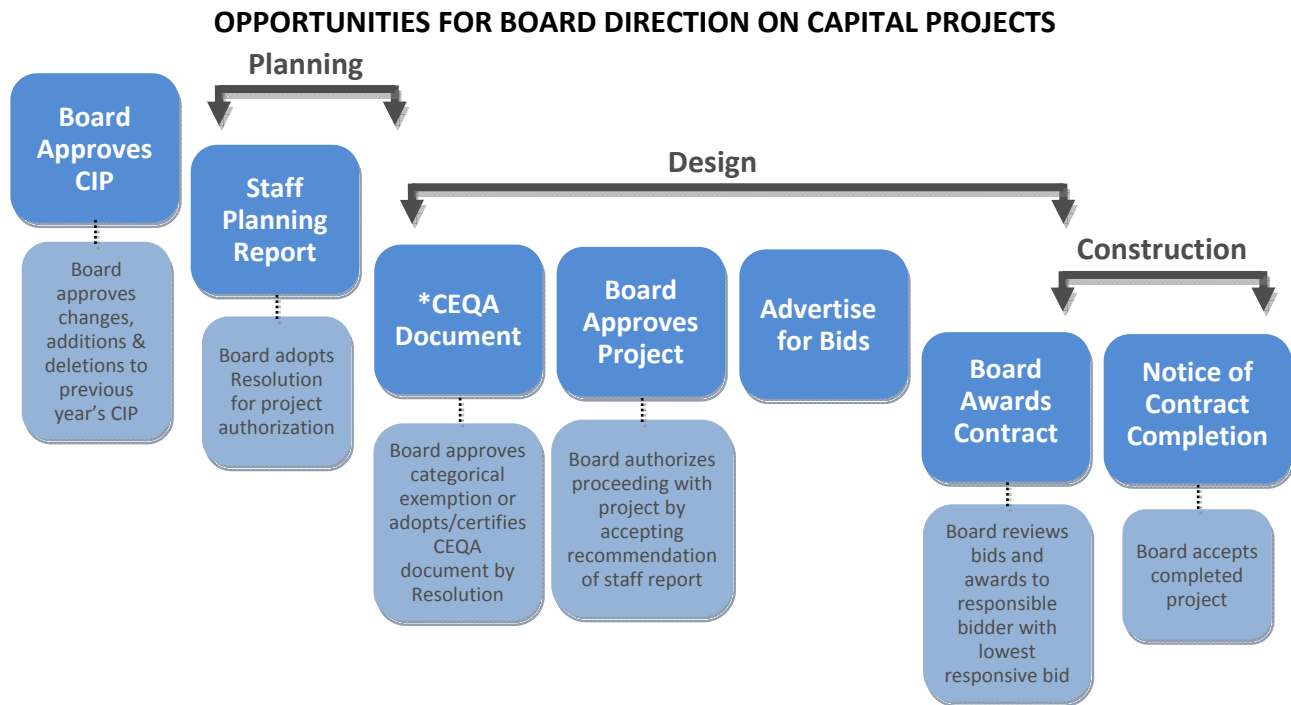 OPPORTUNITIES FOR BOARD DIRECTION ON CAPITAL PROJECTS
Planning
Board
Approves
CIP
Board
approves
changes,
additions &
deletions to
previous
year's CIP
Staff
Planning
Report
Board adopts
Resolution
for project
authorization
Design
*CEQA
Document
Board approves
categorical
exemption or
adopts/certifies
CEQA
document by
Resolution
Board
Approves
Project
Board authorizes
proceeding with
project by
accepting
recommendation
of staff report
Advertise
for Bids
Construction
Board
Awards
Contract
Board reviews
bids and
awards to
responsible
bidder with
lowest
responsive bid
Notice of
Contract
Completion
Board accepts
completed
project